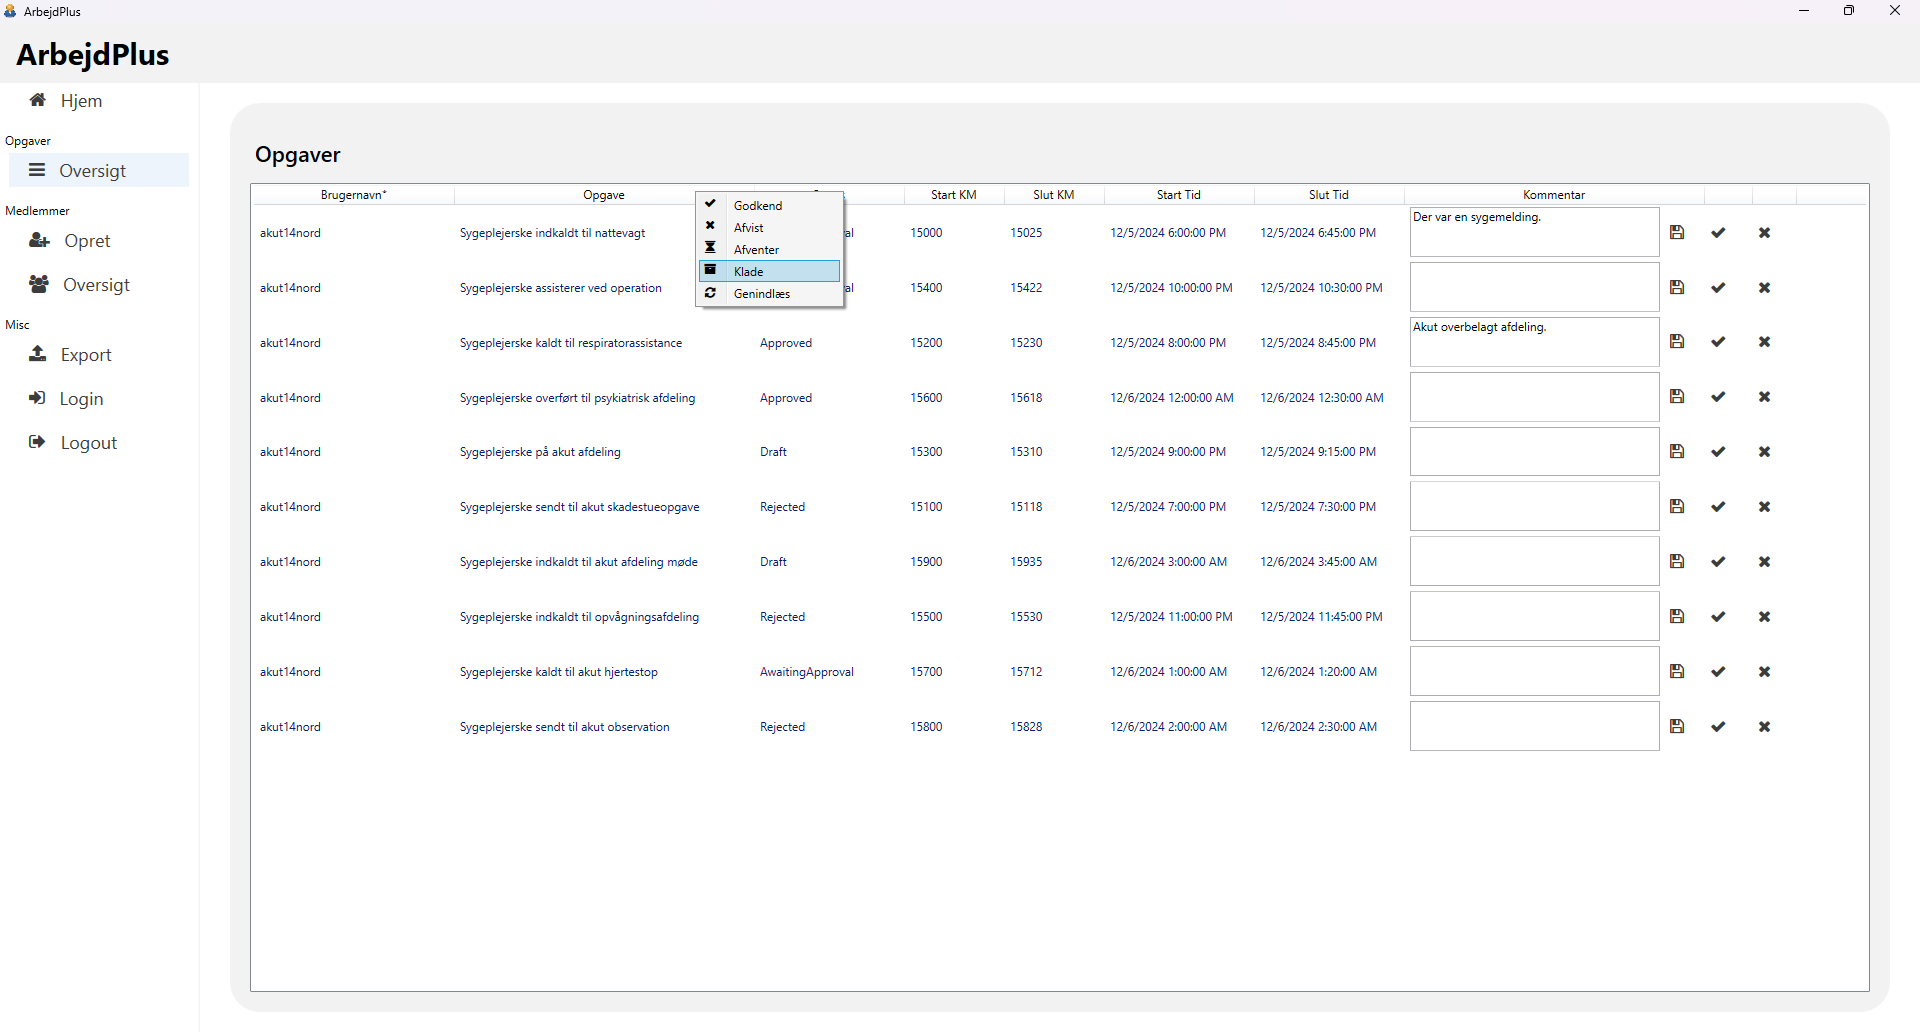 ArbejdPlus
ArbejdPlus
Hjem
Opgaver
Oversigt
Medlemmer
Opret
Oversigt
Misc
Export
Login
Logout
Opgaver
Brugernavn* Opgave Start KM Slut KM Start Tid Slut Tid Kommentar
Godkend
Afvist
Afventer
Klade
Genindlæs
akut14nord Sygeplejerske indkaldt til nattevagt 15000 15025 12/5/2024 6:00:00 PM 12/5/2024 6:45:00 PM Der var en sygemelding.
akut14nord Sygeplejerske assisterer ved operation 15400 15422 12/5/2024 10:00:00 PM 12/5/2024 10:30:00 PM
akut14nord Sygeplejerske kaldt til respiratorassistance Approved 15200 15230 12/5/2024 8:00:00 PM 12/5/2024 8:45:00 PM Akut overbelagt afdeling.
akut14nord Sygeplejerske overført til psykiatrisk afdeling Approved 15600 15618 12/6/2024 12:00:00 AM 12/6/2024 12:30:00 AM
akut14nord Sygeplejerske på akut afdeling Draft 15300 15310 12/5/2024 9:00:00 PM 12/5/2024 9:15:00 PM
akut14nord Sygeplejerske sendt til akut skadestueopgave Rejected 15100 15118 12/5/2024 7:00:00 PM 12/5/2024 7:30:00 PM
akut14nord Sygeplejerske indkaldt til akut afdeling møde Draft 15900 15935 12/6/2024 3:00:00 AM 12/6/2024 3:45:00 AM
akut14nord Sygeplejerske indkaldt til opvågningsafdeling Rejected 15500 15530 12/5/2024 11:00:00 PM 12/5/2024 11:45:00 PM
akut14nord Sygeplejerske kaldt til akut hjertestop AwaitingApproval 15700 15712 12/6/2024 1:00:00 AM 12/6/2024 1:20:00 AM
akut14nord Sygeplejerske sendt til akut observation Rejected 15800 15828 12/6/2024 2:00:00 AM 12/6/2024 2:30:00 AM